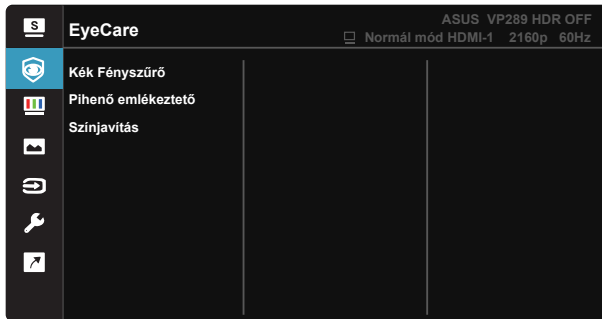 S
EyeCare
ASUS VP289 HDR OFF
Normál mód HDMI-1 2160p 60Hz
Kék Fényszűrő
Pihenő emlékeztető
Színjavítás